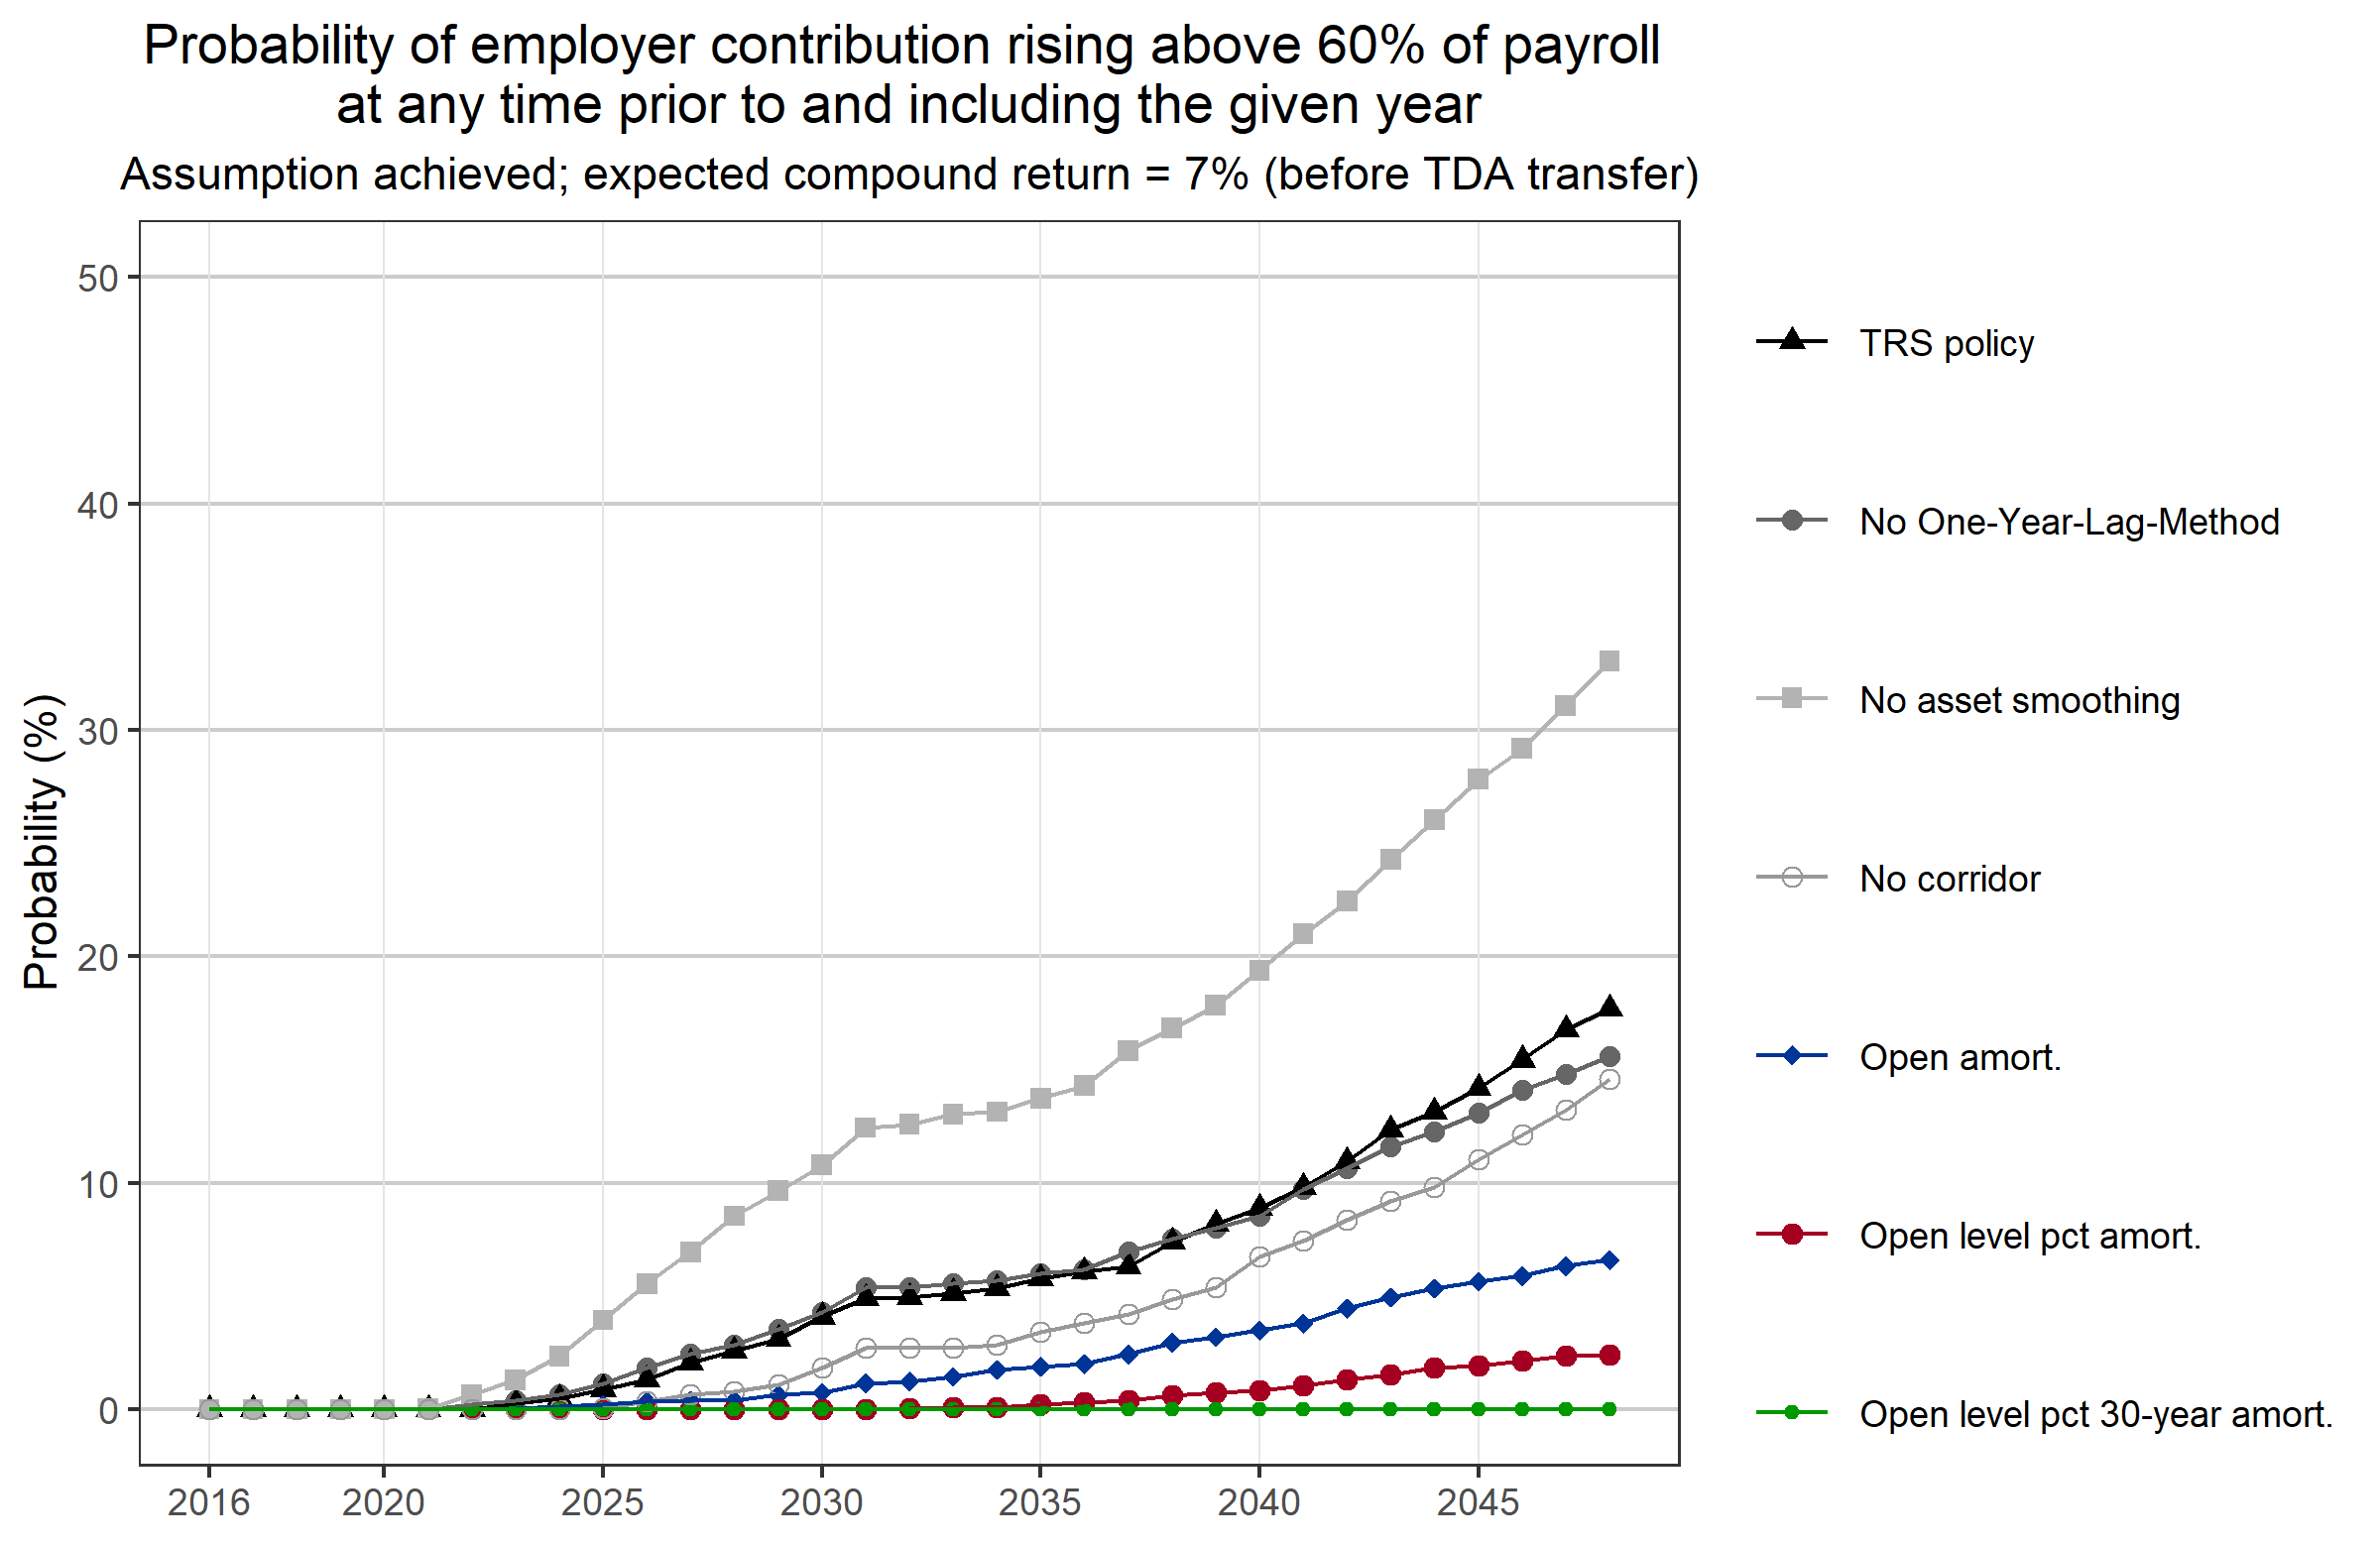 Probability of employer contribution rising above 60% of payroll
at any time prior to and including the given year
Assumption achieved; expected compound return = 7% (before TDA transfer)
Probability (%)
50
40
30
20
10
0
2016
2020
2025
2030
2035
2040
2045
TRS policy
No One-Year-Lag-Method
No asset smoothing
No corridor
Open amort.
Open level pct amort.
Open level pct 30-year amort.